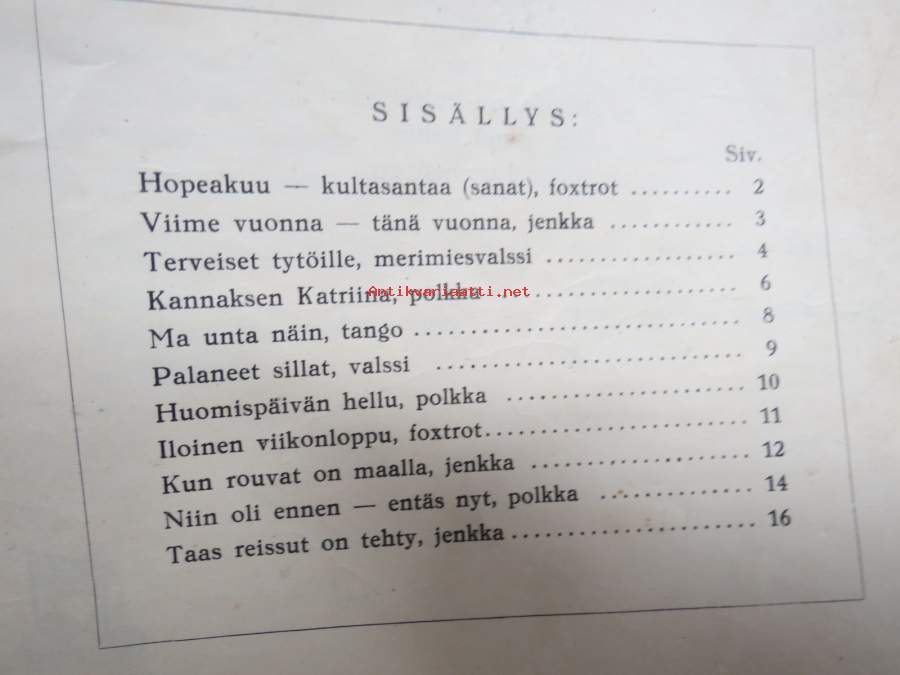 SISÄLLYS:
Siv.
Hopeakuu — kultasantaa (sanat), foxtrot .......... 2
Viime vuonna — tänä vuonna, jenkka ............ 3
Terveiset tytöille, merimiesvalssi .................. 4
Kannaksen Katriina, polkka ...................... 6
Antikvariaatti.net
Ma unta näin, tango ................................ 8
Palaneet sillat, valssi .............................. 9
Huomispäivän hellu, polkka ...................... 10
Iloinen viikonloppu, foxtrot........................ 11
Kun rouvat on maalla, jenkka .................... 12
Niin oli ennen — entäs nyt, polkka .............. 14
Taas reissut on tehty, jenkka...................... 16